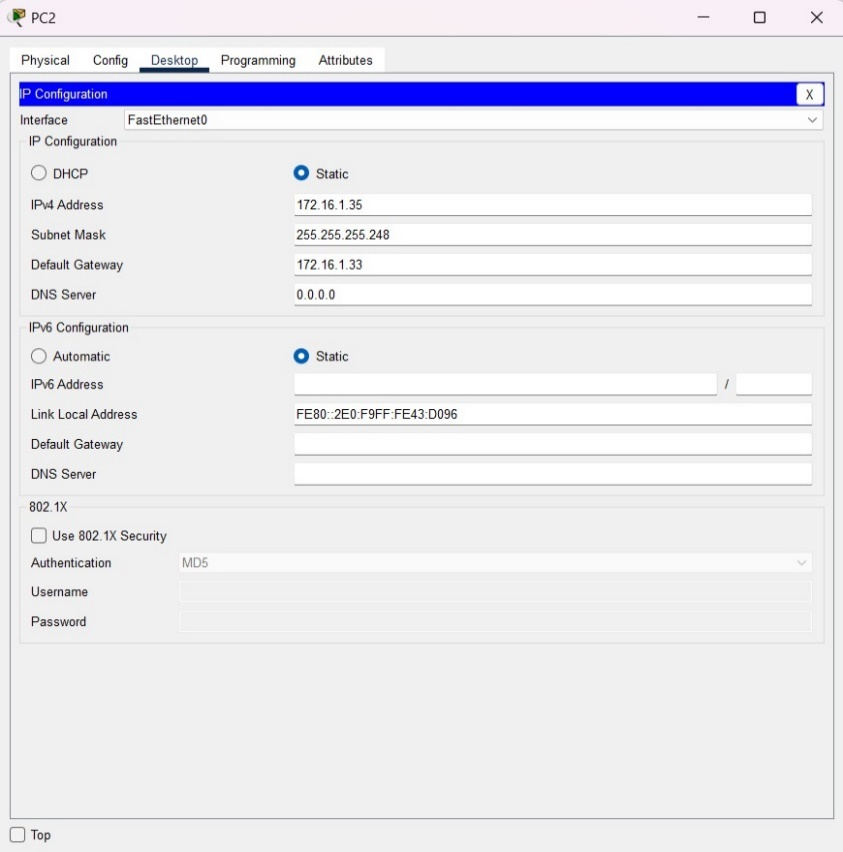 PC2
Physical Config Desktop Programming Attributes
IP Configuration X
Interface FastEthernet0
IP Configuration
DHCP Static
IPv4 Address 172.16.1.35
Subnet Mask 255.255.255.248
Default Gateway 172.16.1.33
DNS Server 0.0.0.0
IPv6 Configuration
Automatic Static
IPv6 Address /
Link Local Address FE80::2E0:F9FF:FE43:D096
Default Gateway
DNS Server
802.1X
Use 802.1X Security
Authentication MD5
Username
Password
Top